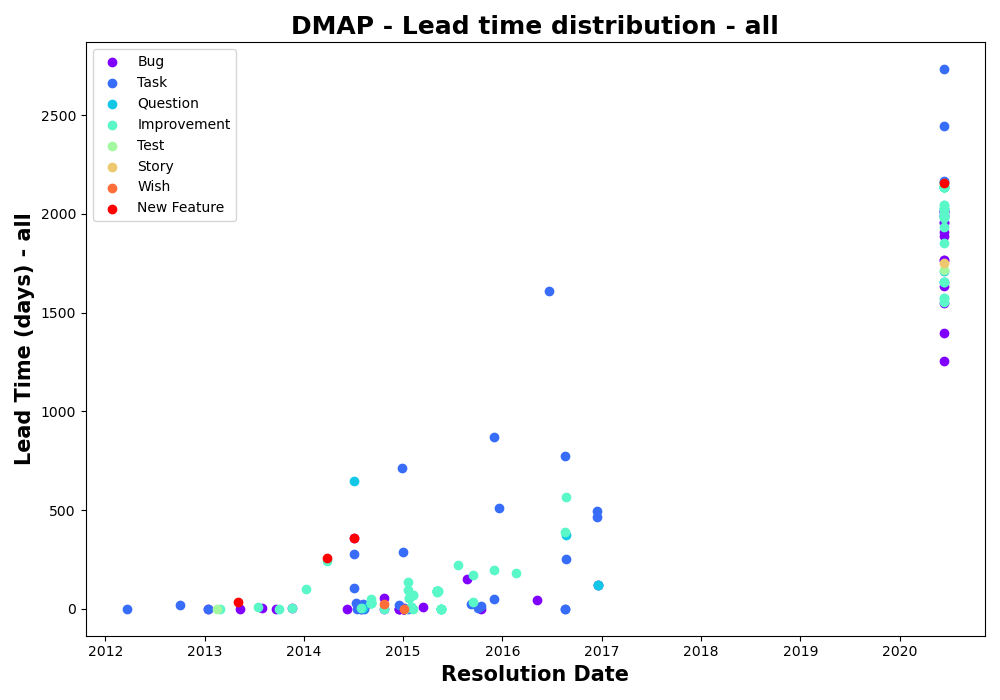 DMAP - Lead time distribution - all
Bug
Task
Question
Improvement
Test
Story
Wish
New Feature
Lead Time (days) - all
2500
2000
1500
1000
500
0
2012 2013 2014 2015 2016 2017 2018 2019 2020
Resolution Date